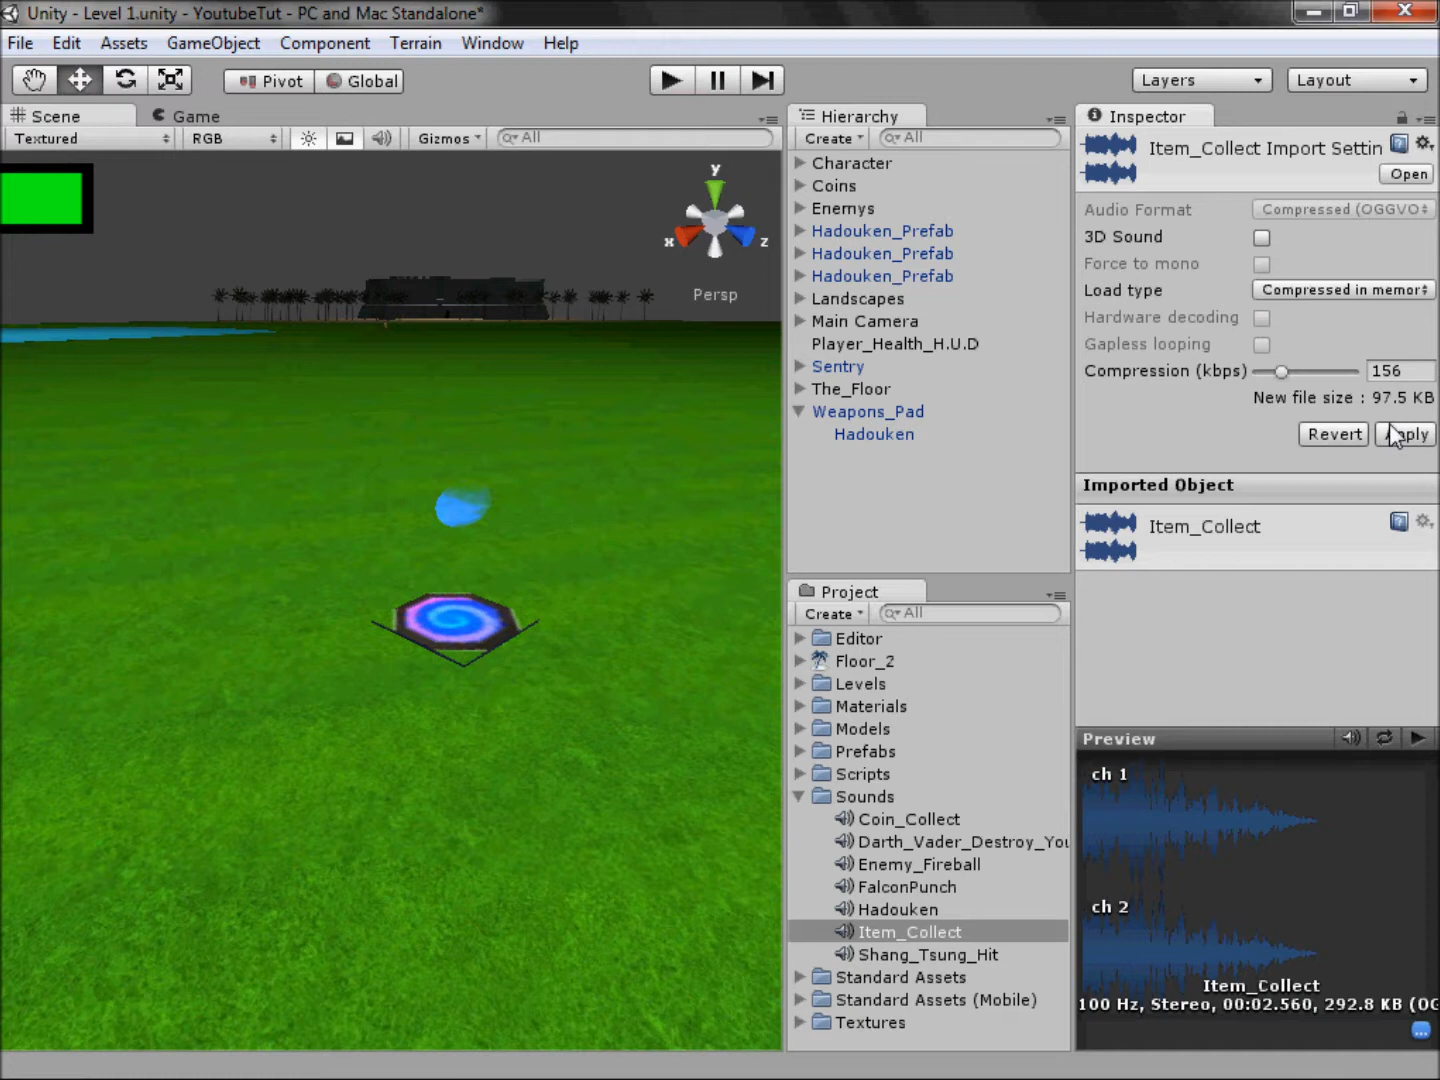 Unity - Level 1.unity - YoutubeTut - PC and Mac Standalone*
File Edit Assets GameObject Component Terrain Window Help
Pivot Global Layers Layout
Scene Game
Textured RGB Gizmos All
y
x z
Persp
Hierarchy
Create All
Character
Coins
Enemys
Hadouken_Prefab
Hadouken_Prefab
Hadouken_Prefab
Landscapes
Main Camera
Player_Health_H.U.D
Sentry
The_Floor
Weapons_Pad
Hadouken
Project
Create All
Editor
Floor_2
Levels
Materials
Models
Prefabs
Scripts
Sounds
Coin_Collect
Darth_Vader_Destroy_You
Enemy_Fireball
FalconPunch
Hadouken
Item_Collect
Shang_Tsung_Hit
Standard Assets
Standard Assets (Mobile)
Textures
Inspector
Item_Collect Import Settin
Open
Audio Format Compressed (OGGVO
3D Sound
Force to mono
Load type Compressed in memor
Hardware decoding
Gapless looping
Compression (kbps) 156
New file size : 97.5 KB
Revert Apply
Imported Object
Item_Collect
Preview
ch 1
ch 2
Item_Collect
100 Hz, Stereo, 00:02.560, 292.8 KB (OG